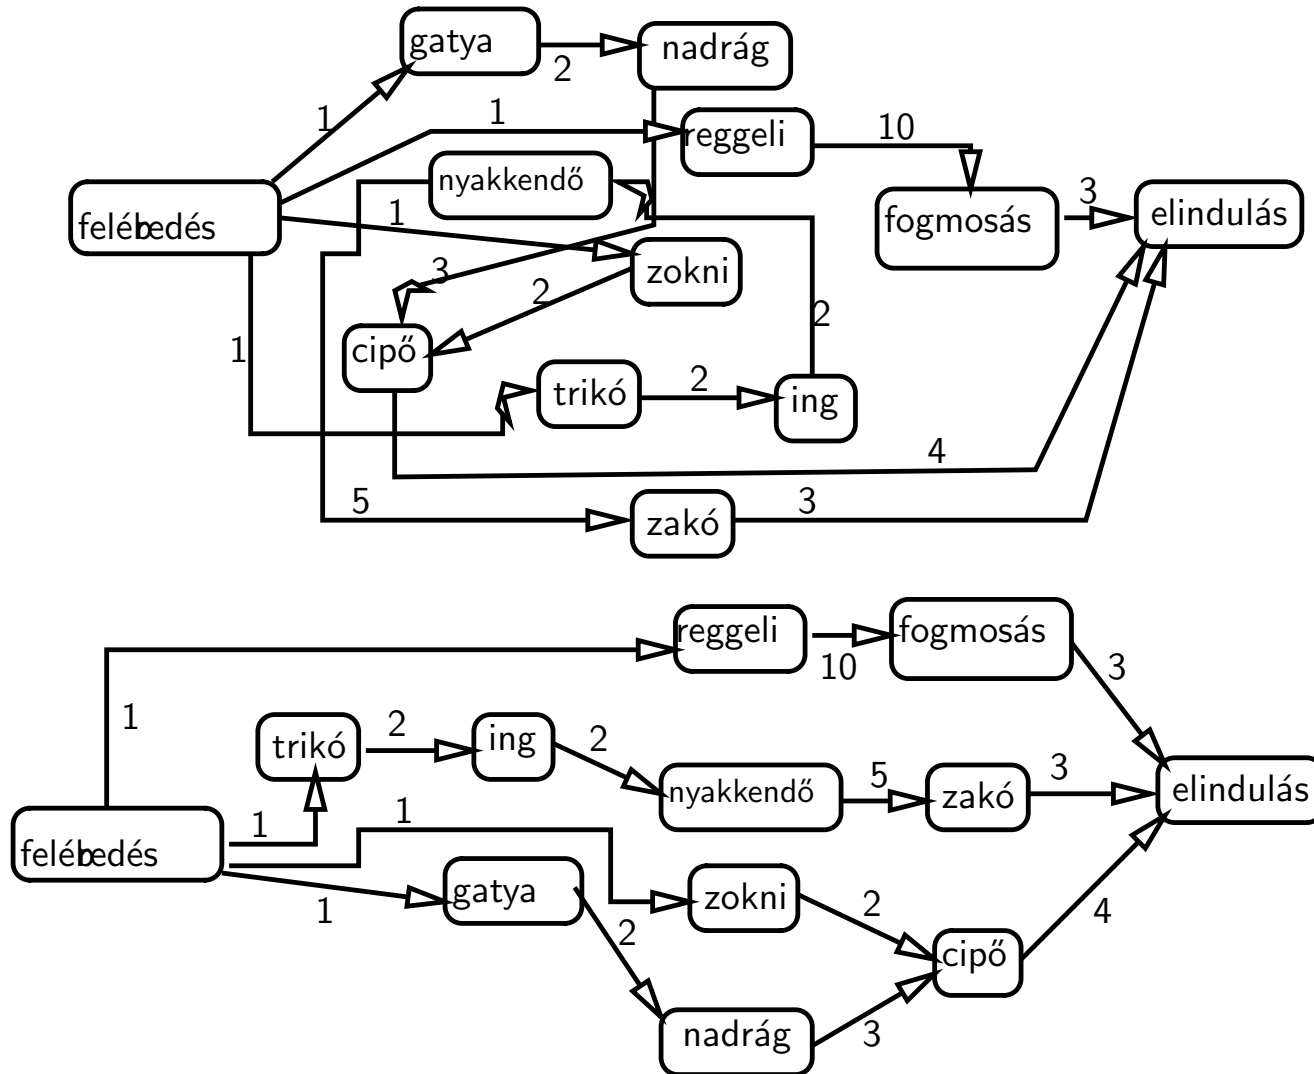 gatya
2
nadrág
1
1
reggeli
10
nyakkendő
3
felébredés
1
fogmosás
elindulás
zokni
3
2
2
1
cipő
trikó
2
ing
4
5
zakó
3
reggeli
fogmosás
10
3
1
trikó
2
ing
2
nyakkendő
5
zakó
3
elindulás
1
1
felébredés
gatya
zokni
2
1
2
cipő
4
nadrág
3